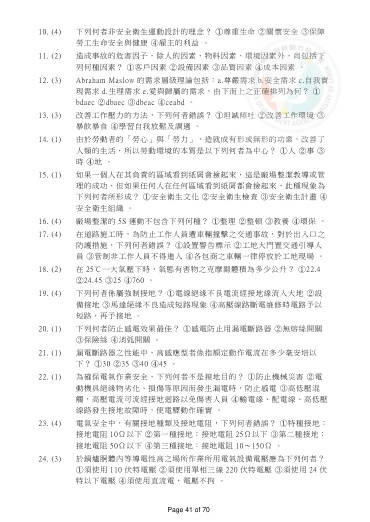 10. (4) 下列何者非安全衛生運動設計的理念？ ①尊重生命 ②關懷安全 ③保障
勞工生命安全與健康 ④雇主的利益 。
11. (2) 造成事故的危害因子，除人的因素、物料因素、環境因素外，尚包括下
列何種因素？ ①客戶因素 ②設備因素 ③品質因素 ④成本因素 。
12. (3) Abraham Maslow 的需求層級理論包括：a.尊嚴需求 b.安全需求 c.自我實
現需求 d.生理需求 e.愛與歸屬的需求，由下而上之正確排列為何？ ①
bdaec ②dbaec ③dbeac ④ceabd 。
13. (3) 改善工作壓力的方法，下列何者錯誤？ ①坦誠傾吐 ②改善工作環境 ③
暴飲暴食 ④學習自我放鬆及調適 。
14. (1) 由於勞動者的「勞心」與「勞力」，造就成有形或無形的功業，改善了
人類的生活，所以勞動環境的本質是以下列何者為中心？ ①人 ②事 ③
時 ④地 。
15. (1) 如果一個人在其負責的區域看到紙屑會撿起來，這是廠場整潔教導或管
理的成功，但如果任何人在任何區域看到紙屑都會撿起來，此種現象為
下列何者所形成？ ①安全衛生文化 ②安全衛生檢查 ③安全衛生計畫 ④
安全衛生組織 。
16. (4) 廠場整潔的 5S 運動不包含下列何種？ ①整理 ②整頓 ③教養 ④環保 。
17. (4) 在道路施工時，為防止工作人員遭車輛撞擊之交通事故，對於出入口之
防護措施，下列何者錯誤？ ①設置警告標示 ②工地大門置交通引導人
員 ③管制非工作人員不得進入 ④各包商之車輛一律停放於工地現場 。
18. (2) 在 25℃一大氣壓下時，氣態有害物之克摩爾體積為多少公升？ ①22.4
②24.45 ③25 ④760 。
19. (4) 下列何者係屬強制接地？ ①電線絕緣不良電流經接地線流入大地 ②設
備接地 ③馬達絕緣不良造成短路現象 ④高壓線路斷電維修時電路予以
短路，再予接地 。
20. (1) 下列何者防止感電效果最佳？ ①感電防止用漏電斷路器 ②無熔絲開關
③保險絲 ④消弧開關 。
21. (1) 漏電斷路器之性能中，高感應型者係指額定動作電流在多少毫安培以
下？ ①30 ②35 ③40 ④45 。
22. (1) 為確保電氣作業安全，下列何者不是接地目的？ ①防止機械災害 ②電
動機具絕緣物劣化、損傷等原因而發生漏電時，防止感電 ③高低壓混
觸，高壓電流可流經接地迴路以免傷害人員 ④輸電線、配電線、高低壓
線路發生接地故障時，使電驛動作確實 。
23. (4) 電氣安全中，有關接地種類及接地電阻，下列何者錯誤？ ①特種接地：
接地電阻 10Ω以下 ②第一種接地：接地電阻 25Ω以下 ③第二種接地：
接地電阻 50Ω以下 ④第三種接地：接地電阻 10～150Ω 。
24. (3) 於鍋爐胴體內等導電性高之場所作業所用電氣設備電壓應為下列何者？
①須使用 110 伏特電壓 ②須使用單相三線 220 伏特電壓 ③須使用 24 伏
特以下電壓 ④須使用直流電，電壓不拘 。
Page 41 of 70